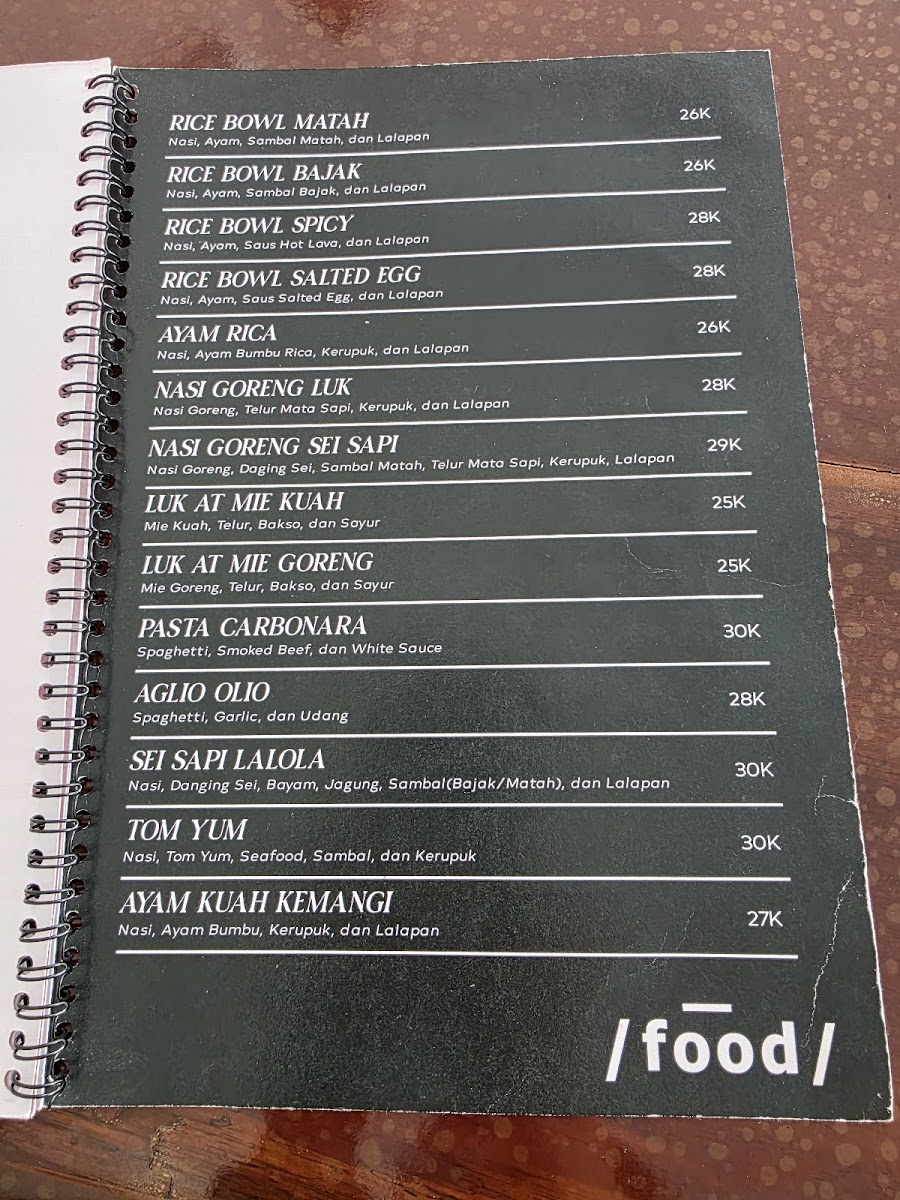 RICE BOWL MATAH 26K
Nasi, Ayam, Sambal Matah, dan Lalapan
RICE BOWL BAJAK 26K
Nasi, Ayam, Sambal Bajak, dan Lalapan
RICE BOWL SPICY 28K
Nasi, Ayam, Saus Hot Lava, dan Lalapan
RICE BOWL SALTED EGG 28K
Nasi, Ayam, Saus Salted Egg, dan Lalapan
AYAM RICA 26K
Nasi, Ayam Bumbu Rica, Kerupuk, dan Lalapan
NASI GORENG LUK 28K
Nasi Goreng, Telur Mata Sapi, Kerupuk, dan Lalapan
NASI GORENG SEI SAPI 29K
Nasi Goreng, Daging Sei, Sambal Matah, Telur Mata Sapi, Kerupuk, Lalapan
LUK AT MIE KUAH 25K
Mie Kuah, Telur, Bakso, dan Sayur
LUK AT MIE GORENG 25K
Mie Goreng, Telur, Bakso, dan Sayur
PASTA CARBONARA 30K
Spaghetti, Smoked Beef, dan White Sauce
AGLIO OLIO 28K
Spaghetti, Garlic, dan Udang
SEI SAPI LALOLA 30K
Nasi, Danging Sei, Bayam, Jagung, Sambal(Bajak/Matah), dan Lalapan
TOM YUM 30K
Nasi, Tom Yum, Seafood, Sambal, dan Kerupuk
AYAM KUAH KEMANGI 27K
Nasi, Ayam Bumbu, Kerupuk, dan Lalapan
/fo͞od/